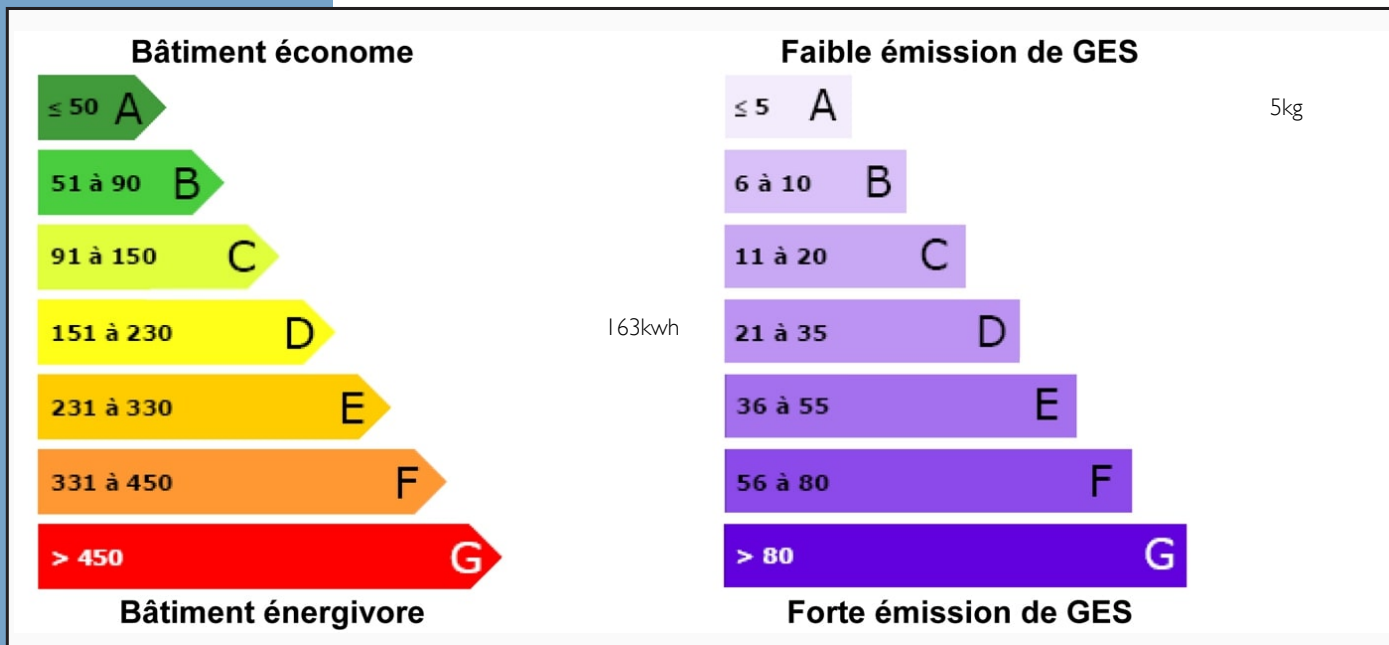 Bâtiment économe
≤ 50 A
51 à 90 B
91 à 150 C
151 à 230 D
163kwh
231 à 330 E
331 à 450 F
> 450 G
Bâtiment énergivore
Faible émission de GES
≤ 5 A
5kg
6 à 10 B
11 à 20 C
21 à 35 D
36 à 55 E
56 à 80 F
> 80 G
Forte émission de GES